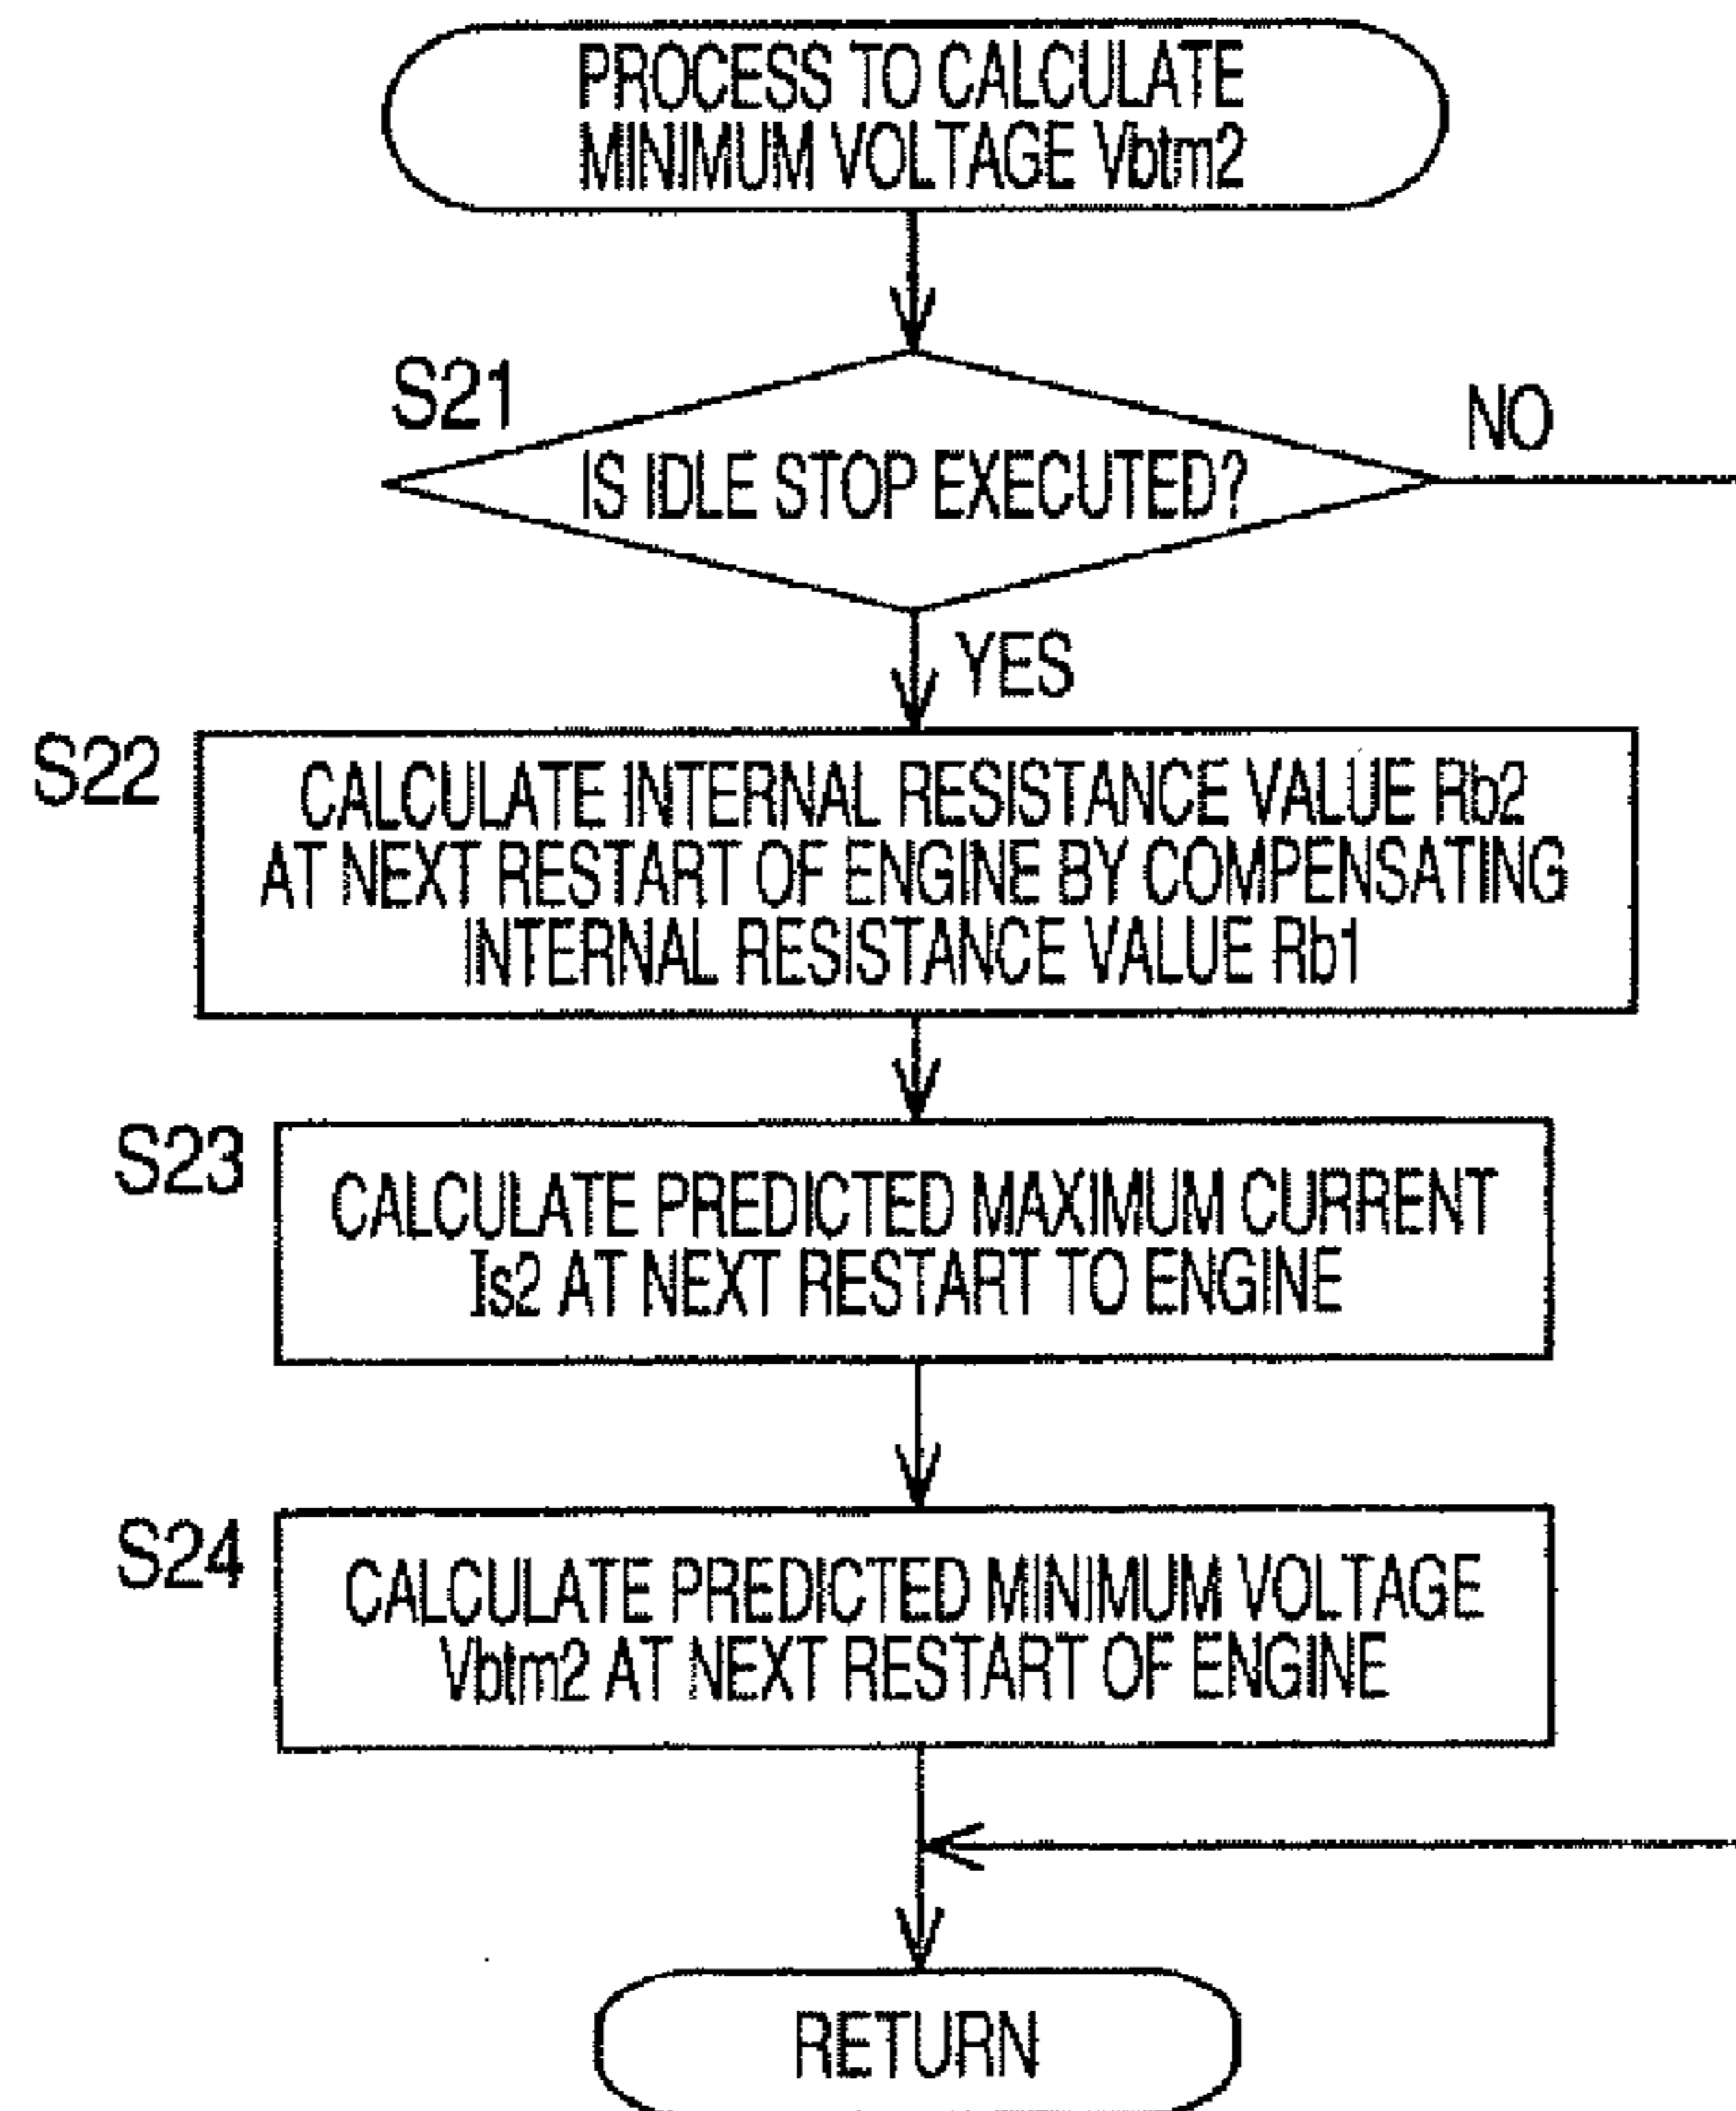 PROCESS TO CALCULATE
MINIMUM VOLTAGE Vbtm2
S21
IS IDLE STOP EXECUTED?
NO
YES
S22
CALCULATE INTERNAL RESISTANCE VALUE Rb2
AT NEXT RESTART OF ENGINE BY COMPENSATING
INTERNAL RESISTANCE VALUE Rb1
S23
CALCULATE PREDICTED MAXIMUM CURRENT
Is2 AT NEXT RESTART TO ENGINE
S24
CALCULATE PREDICTED MINIMUM VOLTAGE
Vbtm2 AT NEXT RESTART OF ENGINE
RETURN